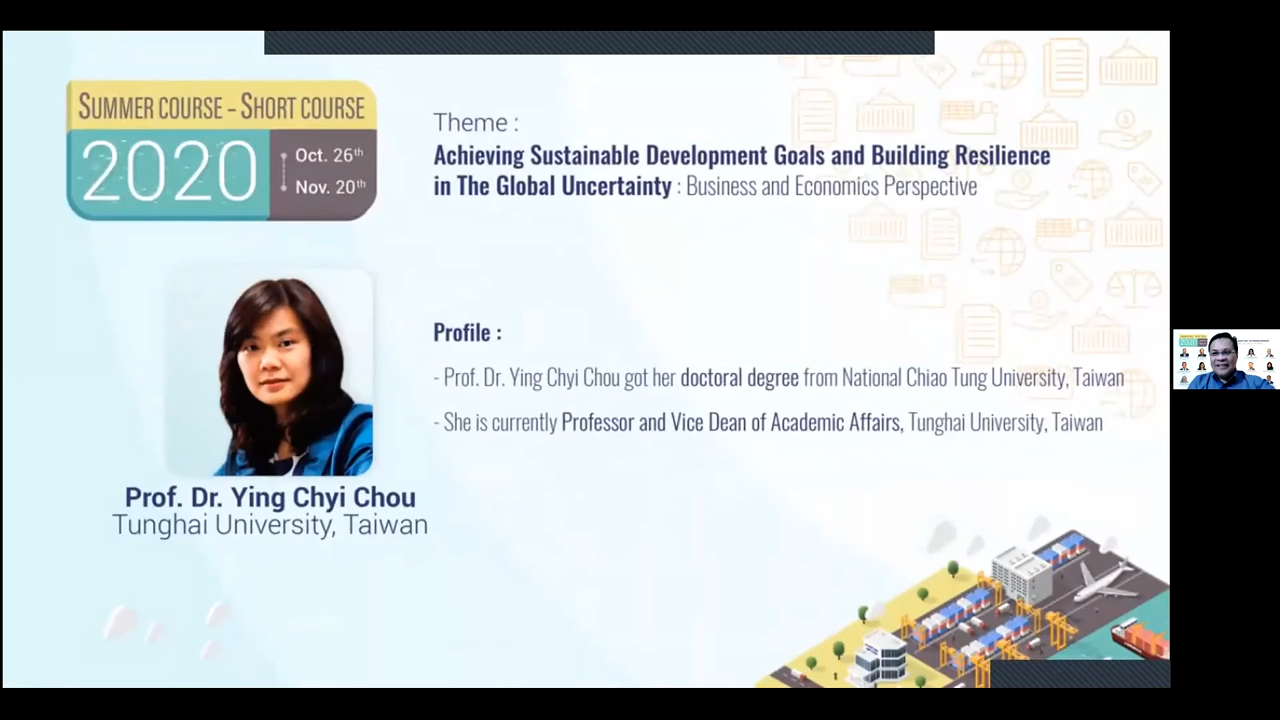 SUMMER COURSE – SHORT COURSE
2020
Oct. 26th
Nov. 20th
Theme :
Achieving Sustainable Development Goals and Building Resilience
in The Global Uncertainty : Business and Economics Perspective
Profile :
- Prof. Dr. Ying Chyi Chou got her doctoral degree from National Chiao Tung University, Taiwan
- She is currently Professor and Vice Dean of Academic Affairs, Tunghai University, Taiwan
Prof. Dr. Ying Chyi Chou
Tunghai University, Taiwan